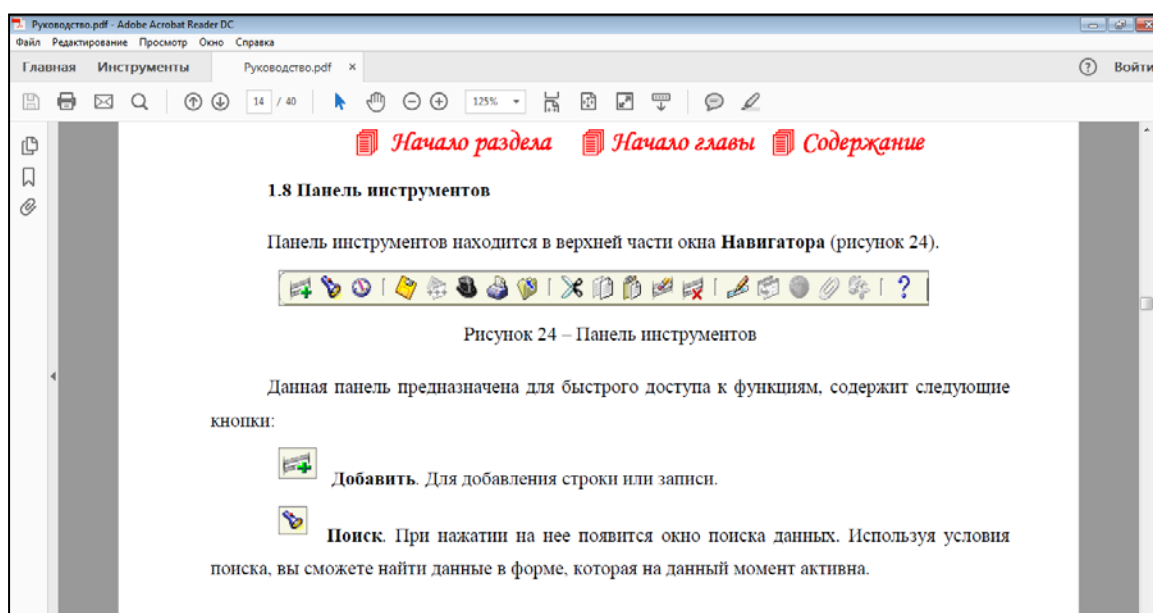 Руководство.pdf - Adobe Acrobat Reader DC
Файл Редактирование Просмотр Окно Справка
Главная Инструменты Руководство.pdf × ? Войти
14 / 40 125%
Начало раздела Начало главы Содержание
1.8 Панель инструментов
Панель инструментов находится в верхней части окна Навигатора (рисунок 24).
?
Рисунок 24 – Панель инструментов
Данная панель предназначена для быстрого доступа к функциям, содержит следующие
кнопки:
Добавить. Для добавления строки или записи.
Поиск. При нажатии на нее появится окно поиска данных. Используя условия
поиска, вы сможете найти данные в форме, которая на данный момент активна.